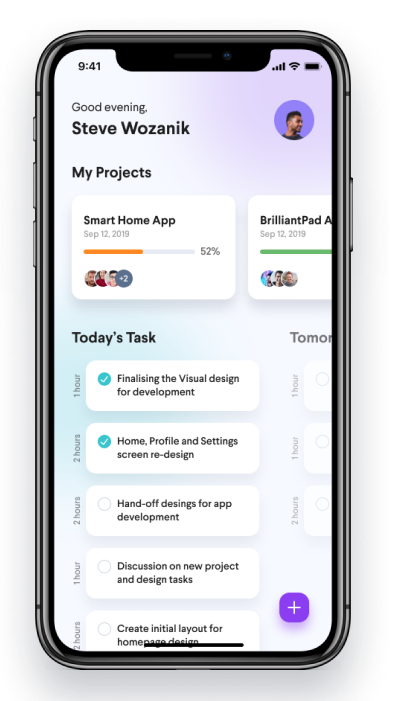 9:41
Good evening,
Steve Wozanik
My Projects
Smart Home App
Sep 12, 2019
52%
+2
BrilliantPad A
Sep 12, 2019
Today's Task
Tomor
1 hour
Finalising the Visual design
for development
1 hour
2 hours
Home, Profile and Settings
screen re-design
1 hour
2 hours
Hand-off desings for app
development
2 hours
1 hour
Discussion on new project
and design tasks
2 hours
Create initial layout for
homepage design